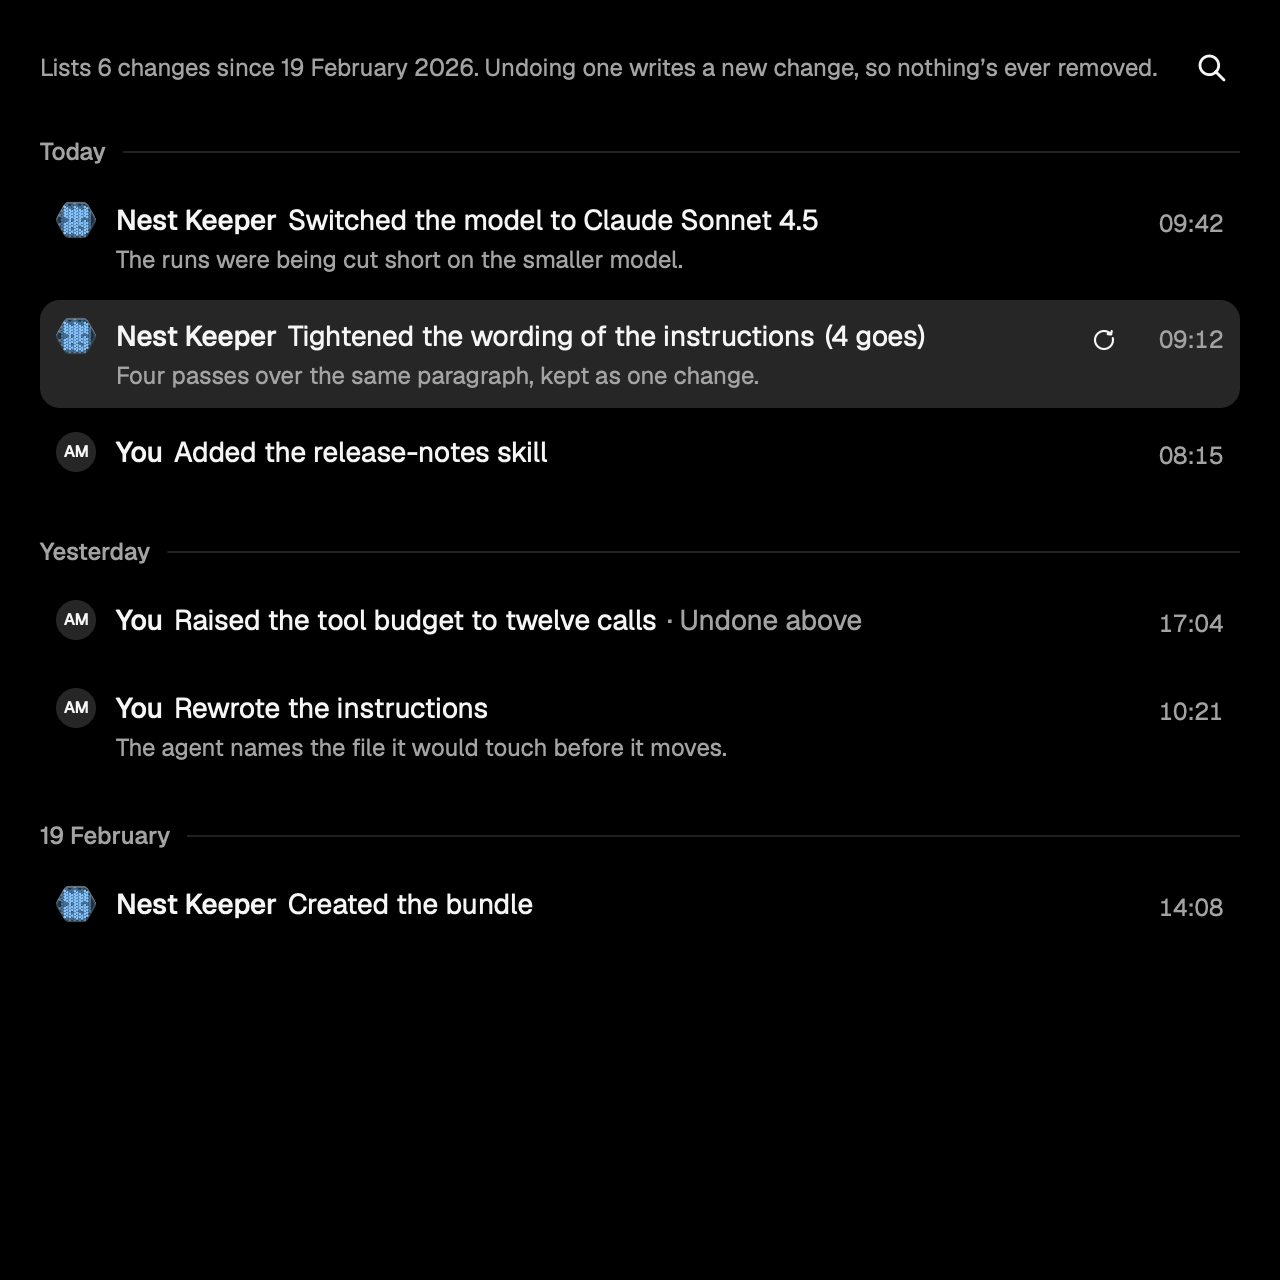 Lists 6 changes since 19 February 2026. Undoing one writes a new change, so nothing’s ever removed.
Today
Nest Keeper Switched the model to Claude Sonnet 4.5 09:42
The runs were being cut short on the smaller model.
Nest Keeper Tightened the wording of the instructions (4 goes) 09:12
Four passes over the same paragraph, kept as one change.
AM You Added the release-notes skill 08:15
Yesterday
AM You Raised the tool budget to twelve calls · Undone above 17:04
AM You Rewrote the instructions 10:21
The agent names the file it would touch before it moves.
19 February
Nest Keeper Created the bundle 14:08